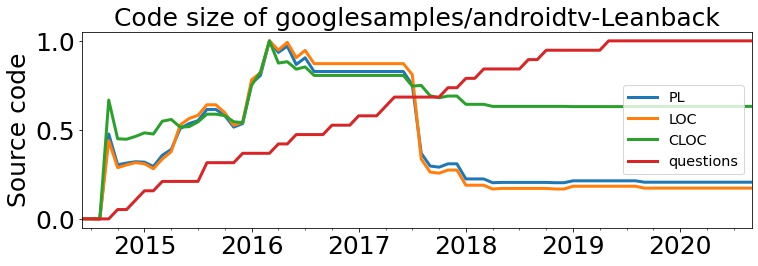 Code size of googlesamples/androidtv-Leanback
Source code
1.0
0.5
0.0
PL
LOC
CLOC
questions
2015 2016 2017 2018 2019 2020